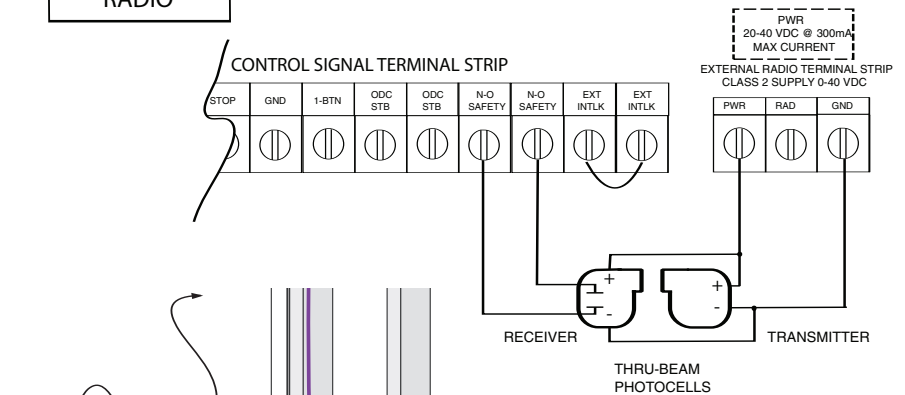 RADIO
PWR
20-40 VDC @ 300mA
MAX CURRENT
CONTROL SIGNAL TERMINAL STRIP
EXTERNAL RADIO TERMINAL STRIP
CLASS 2 SUPPLY 0-40 VDC
STOP GND 1-BTN ODC STB ODC STB N-O SAFETY N-O SAFETY EXT INTLK EXT INTLK
PWR RAD GND
+ +
- -
RECEIVER TRANSMITTER
THRU-BEAM
PHOTOCELLS